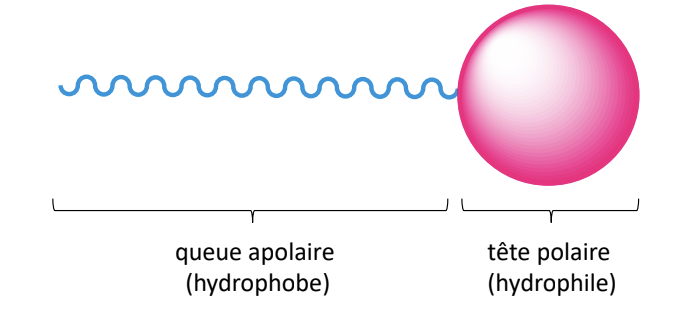 queue apolaire
(hydrophobe)
tête polaire
(hydrophile)